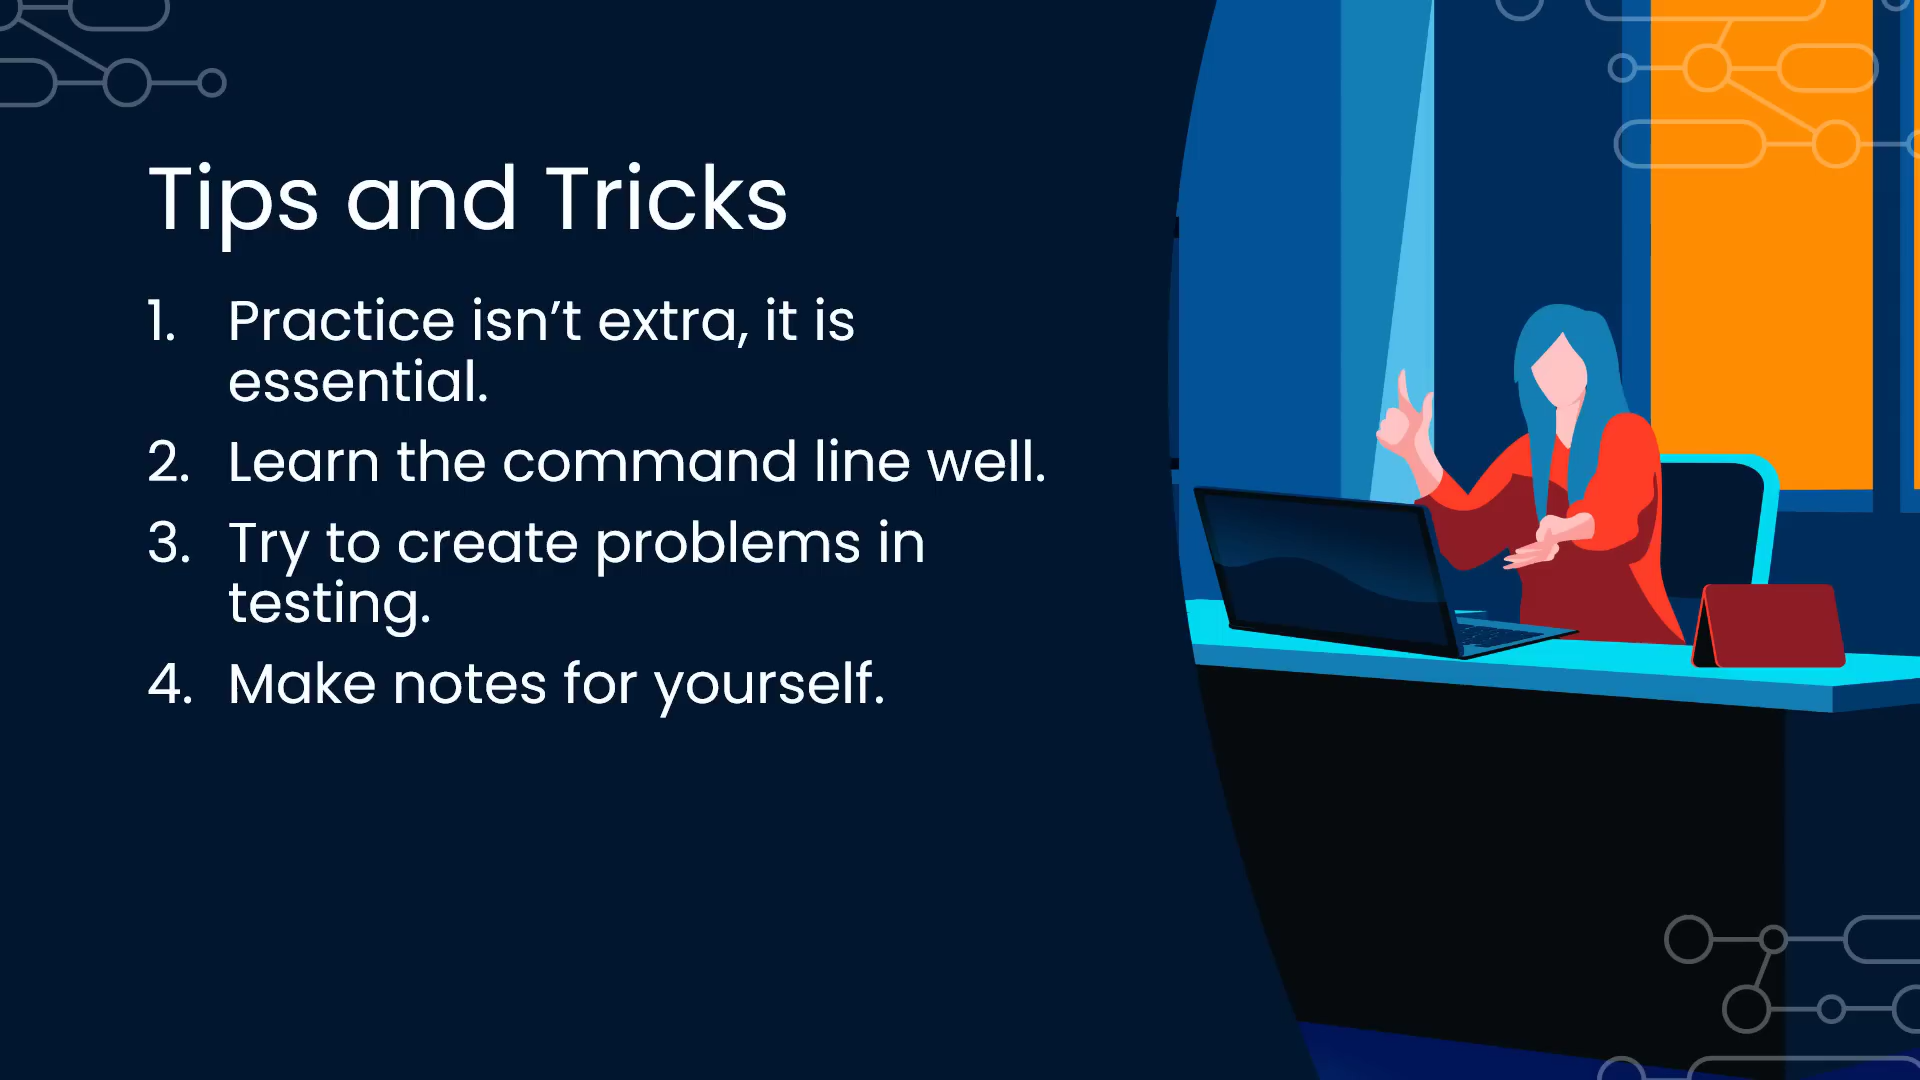 Tips and Tricks
1. Practice isn’t extra, it is
essential.
2. Learn the command line well.
3. Try to create problems in
testing.
4. Make notes for yourself.